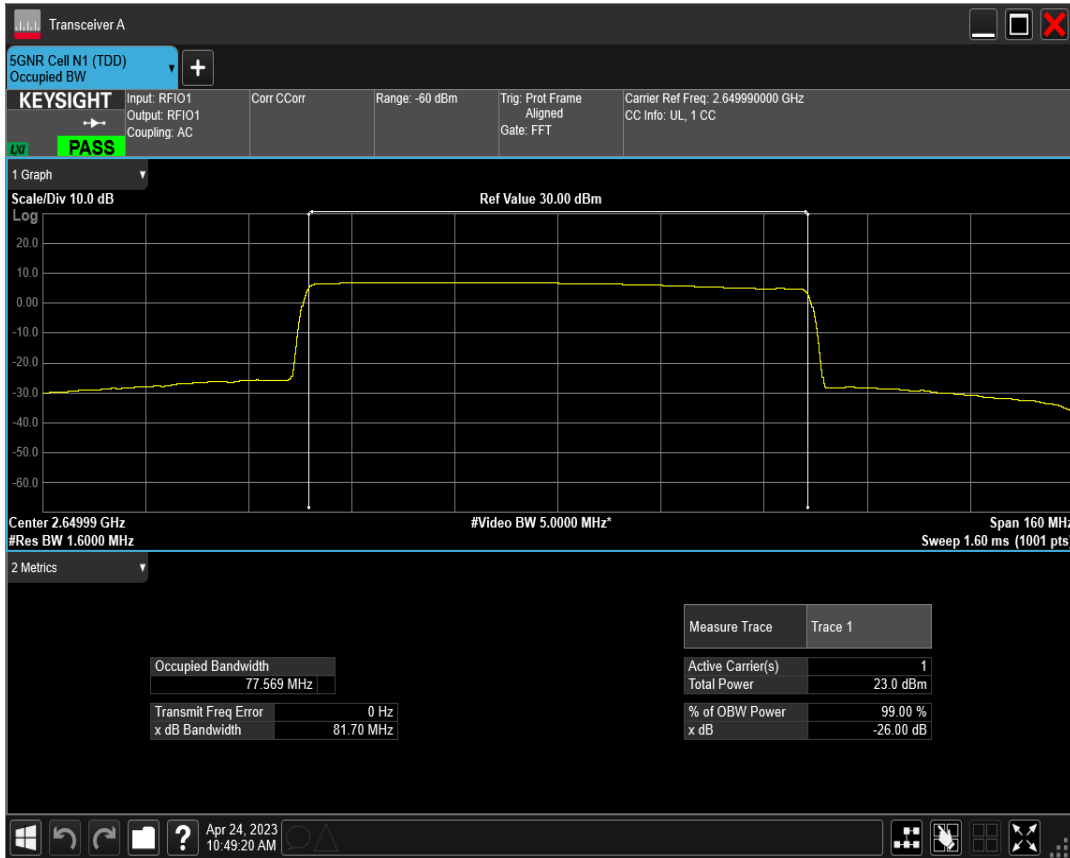 Transceiver A
5GNR Cell N1 (TDD)
Occupied BW
+
KEYSIGHT
LXI
PASS
Input: RFIO1
Output: RFIO1
Coupling: AC
Corr CCorr
Range: -60 dBm
Trig: Prot Frame
Aligned
Gate: FFT
Carrier Ref Freq: 2.649990000 GHz
CC Info: UL, 1 CC
1 Graph
Scale/Div 10.0 dB
Ref Value 30.00 dBm
Log
20.0
10.0
0.00
-10.0
-20.0
-30.0
-40.0
-50.0
-60.0
Center 2.64999 GHz
#Video BW 5.0000 MHz*
Span 160 MHz
#Res BW 1.6000 MHz
Sweep 1.60 ms (1001 pts)
2 Metrics
Measure Trace Trace 1
Occupied Bandwidth
77.569 MHz
Active Carrier(s) 1
Total Power 23.0 dBm
Transmit Freq Error 0 Hz
x dB Bandwidth 81.70 MHz
% of OBW Power 99.00 %
x dB -26.00 dB
?
Apr 24, 2023
10:49:20 AM